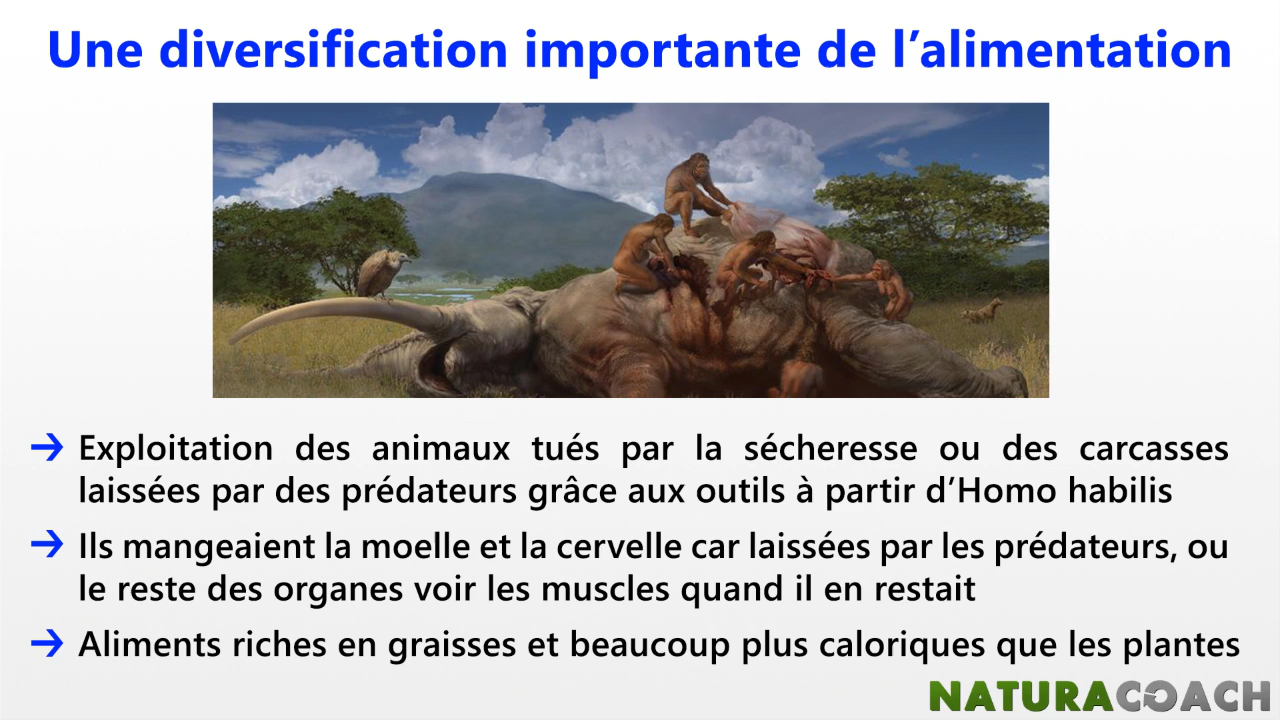 Une diversification importante de l’alimentation
→ Exploitation des animaux tués par la sécheresse ou des carcasses
laissées par des prédateurs grâce aux outils à partir d’Homo habilis
→ Ils mangeaient la moelle et la cervelle car laissées par les prédateurs, ou
le reste des organes voir les muscles quand il en restait
→ Aliments riches en graisses et beaucoup plus caloriques que les plantes
NATURACOACH